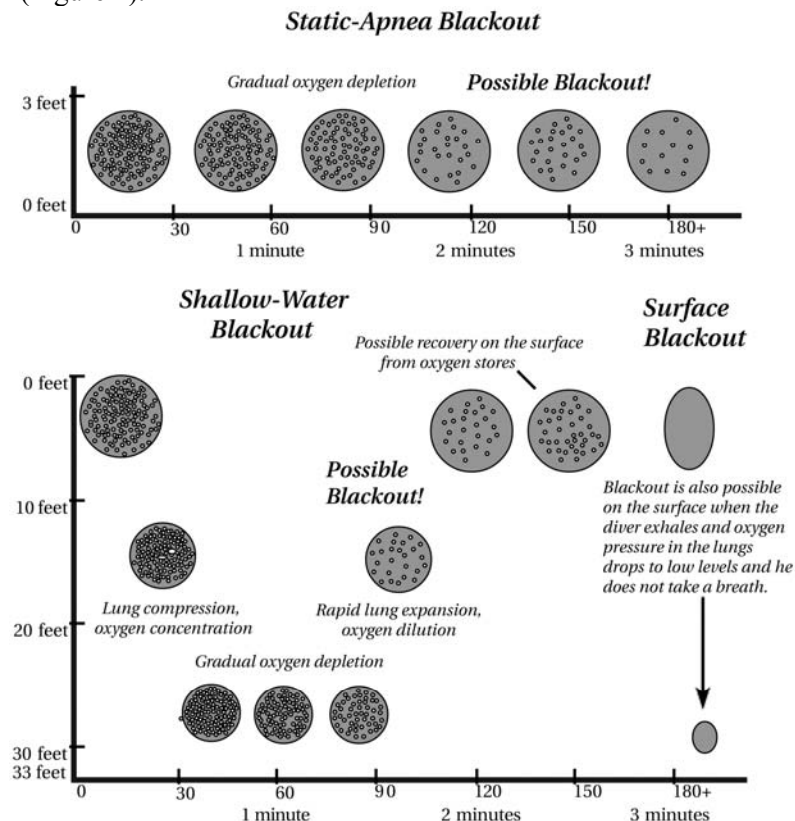 Static-Apnea Blackout
Gradual oxygen depletion
Possible Blackout!
3 feet
0 feet
0
30
60
90
120
150
180+
1 minute
2 minutes
3 minutes
Shallow-Water
Blackout
Surface
Blackout
Possible recovery on the surface
from oxygen stores
0 feet
Possible
Blackout!
Blackout is also possible
on the surface when the
diver exhales and oxygen
pressure in the lungs
drops to low levels and he
does not take a breath.
10 feet
Lung compression,
oxygen concentration
Rapid lung expansion,
oxygen dilution
20 feet
Gradual oxygen depletion
30 feet
33 feet
0
30
60
90
120
150
180+
1 minute
2 minutes
3 minutes